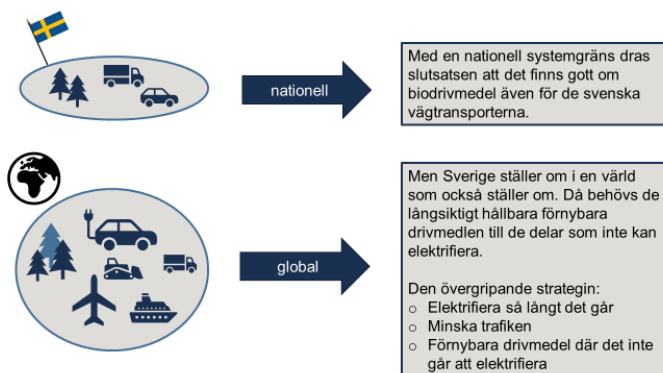 nationell
Med en nationell systemgräns dras
slutsatsen att det finns gott om
biodrivmedel även för de svenska
vägtransporterna.
global
Men Sverige ställer om i en värld
som också ställer om. Då behövs de
långsiktigt hållbara förnybara
drivmedlen till de delar som inte kan
elektrifiera.
Den övergripande strategin:
o Elektrifiera så långt det går
o Minska trafiken
o Förnybara drivmedel där det inte
går att elektrifiera